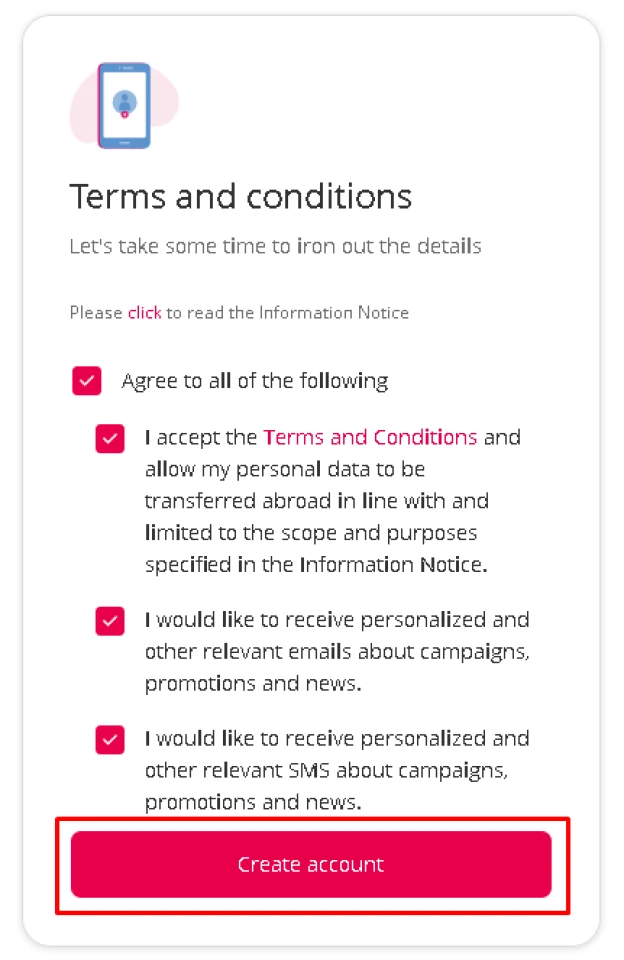 Terms and conditions
Let's take some time to iron out the details
Please click to read the Information Notice
Agree to all of the following
I accept the Terms and Conditions and
allow my personal data to be
transferred abroad in line with and
limited to the scope and purposes
specified in the Information Notice.
I would like to receive personalized and
other relevant emails about campaigns,
promotions and news.
I would like to receive personalized and
other relevant SMS about campaigns,
promotions and news.
Create account